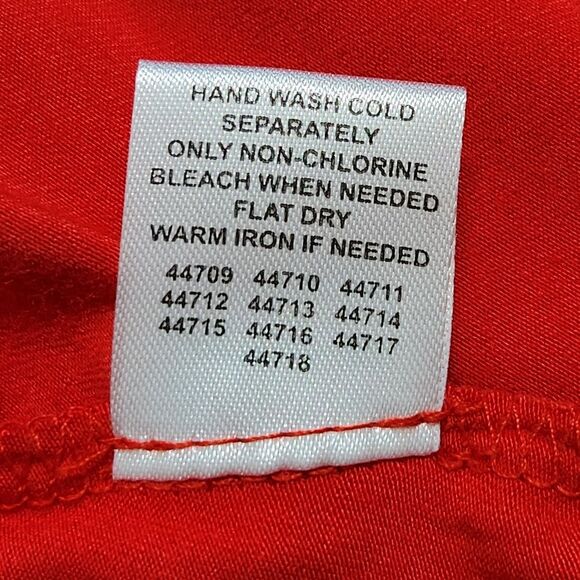 HAND WASH COLD
SEPARATELY
ONLY NON-CHLORINE
BLEACH WHEN NEEDED
FLAT DRY
WARM IRON IF NEEDED
44709 44710 44711
44712 44713 44714
44715 44716 44717
44718